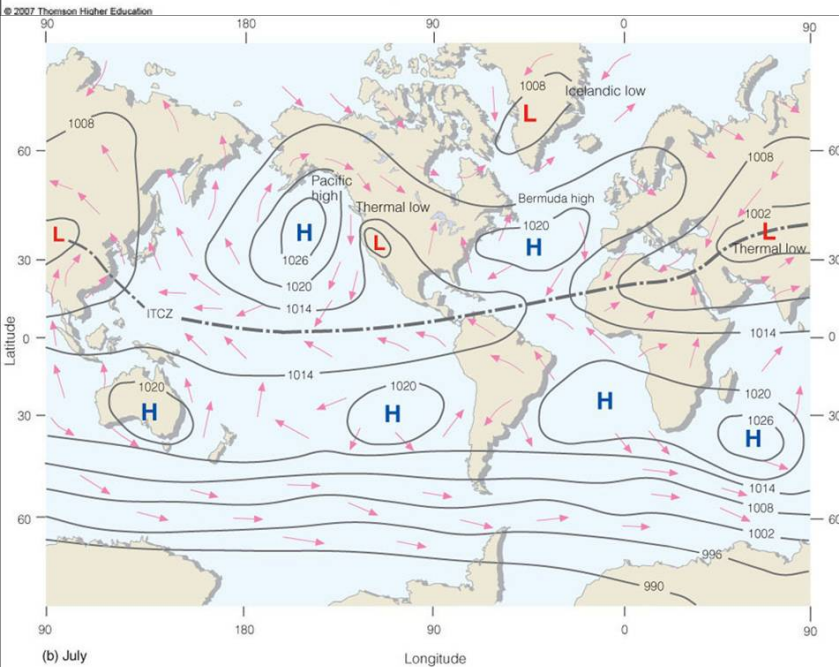 © 2007 Thomson Higher Education
90 180 90 0 90
1008
Icelandic low
L
1008
60
60
1008
Pacific
high
Bermuda high
Thermal low
1002
1020
L
H
L
L
H
Thermal low
30
1026
30
1020
1014
ITCZ
Latitude
0
1014
0
1014
1020
1020
1020
H
H
H
1026
30
30
H
1014
1008
60
60
1002
996
990
90 180 90 0 90
(b) July
Longitude